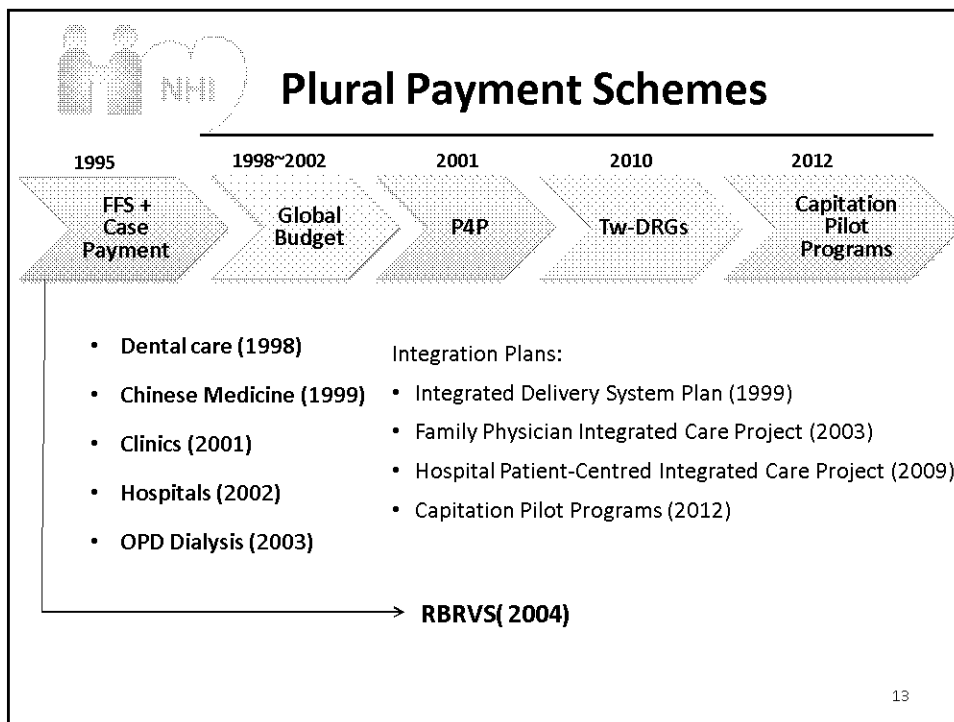 NHI
Plural Payment Schemes
1995
1998~2002
2001
2010
2012
FFS +
Case
Payment
Global
Budget
P4P
Tw-DRGs
Capitation
Pilot
Programs
• Dental care (1998)
• Chinese Medicine (1999)
• Clinics (2001)
• Hospitals (2002)
• OPD Dialysis (2003)
Integration Plans:
• Integrated Delivery System Plan (1999)
• Family Physician Integrated Care Project (2003)
• Hospital Patient-Centred Integrated Care Project (2009)
• Capitation Pilot Programs (2012)
RBRVS( 2004)
13